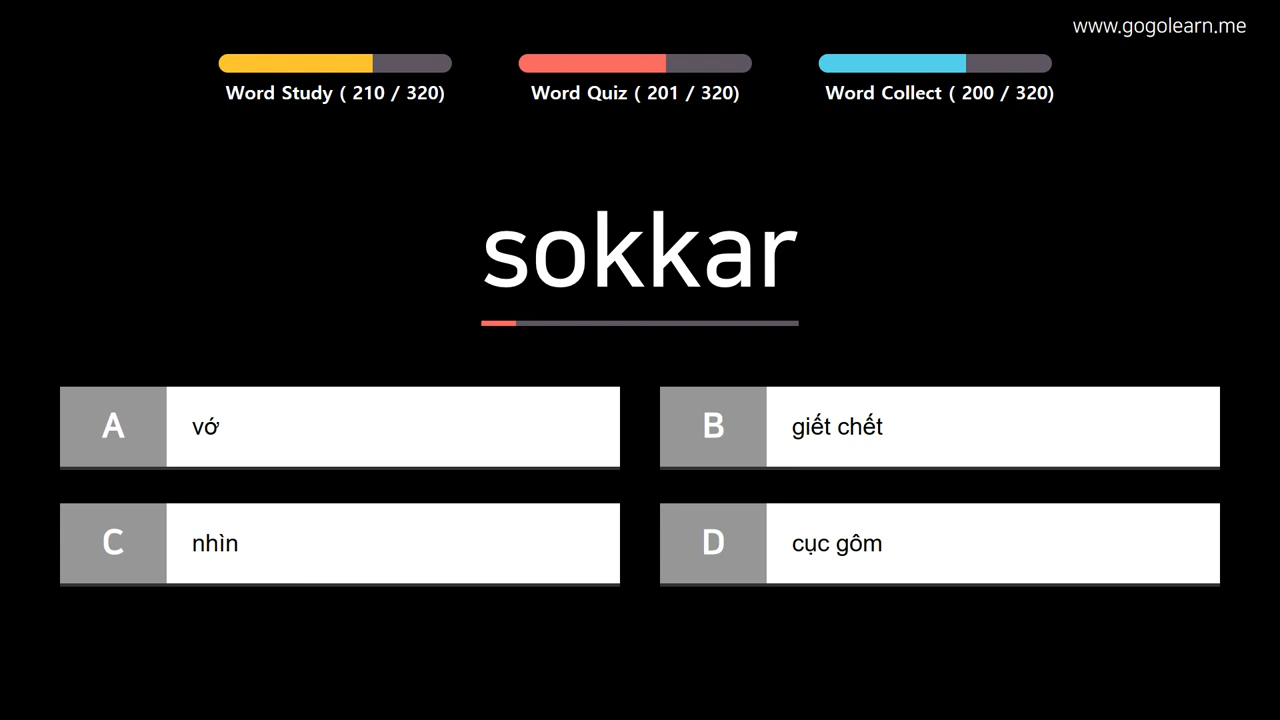 www.gogolearn.me
Word Study ( 210 / 320)
Word Quiz ( 201 / 320)
Word Collect ( 200 / 320)
sokkar
A
vớ
B
giết chết
C
nhìn
D
cục gôm